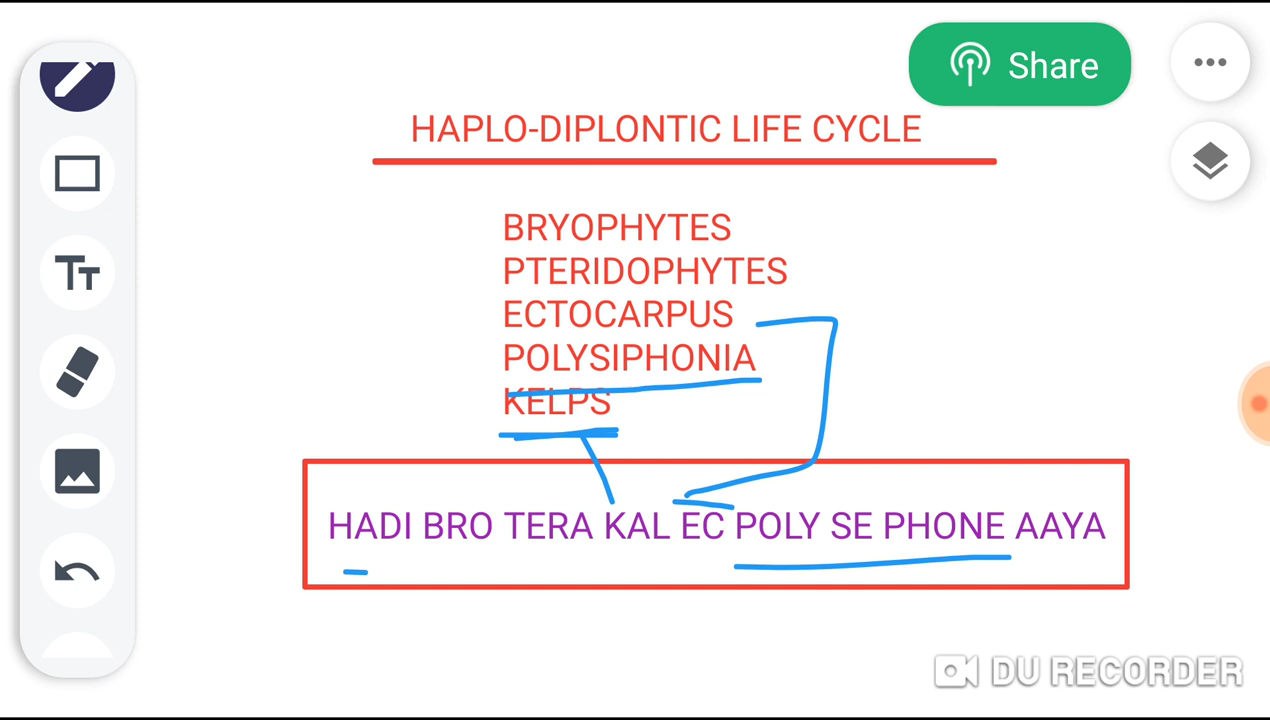 Share
HAPLO-DIPLONTIC LIFE CYCLE
BRYOPHYTES
PTERIDOPHYTES
ECTOCARPUS
POLYSIPHONIA
KELPS
HADI BRO TERA KAL EC POLY SE PHONE AAYA
TT
DU RECORDER